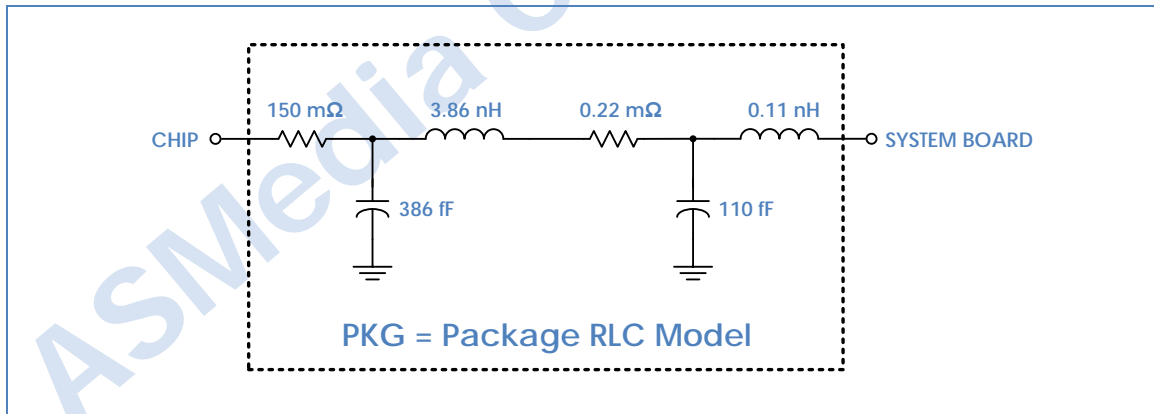 150 mΩ 3.86 nH 0.22 mΩ 0.11 nH
CHIP SYSTEM BOARD
386 fF 110 fF
PKG = Package RLC Model
ASMedia